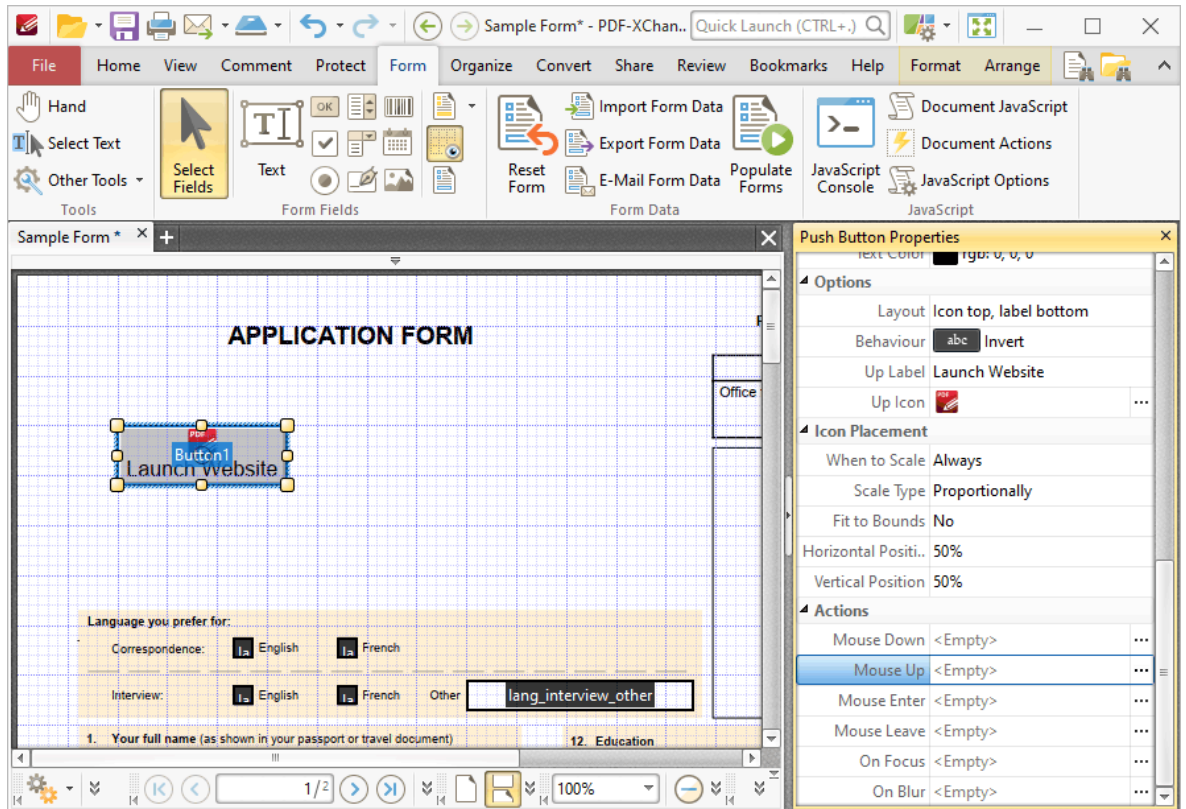 Sample Form* - PDF-XChan..
Quick Launch (CTRL+.)
File Home View Comment Protect Form Organize Convert Share Review Bookmarks Help Format Arrange
Hand
Select Text
Other Tools
Tools
Select Fields
Text
OK
Form Fields
Reset Form
Import Form Data
Export Form Data
E-Mail Form Data
Populate Forms
Form Data
JavaScript Console
Document JavaScript
Document Actions
JavaScript Options
JavaScript
Sample Form *
APPLICATION FORM
Office
PDF
Button1
Launch Website
Language you prefer for:
Correspondence: la English la French
Interview: la English la French Other lang_interview_other
1. Your full name (as shown in your passport or travel document)
12. Education
1/2
100%
Push Button Properties
Text Color rgb: 0, 0, 0
Options
Layout Icon top, label bottom
Behaviour abc Invert
Up Label Launch Website
Up Icon PDF ...
Icon Placement
When to Scale Always
Scale Type Proportionally
Fit to Bounds No
Horizontal Positi.. 50%
Vertical Position 50%
Actions
Mouse Down <Empty> ...
Mouse Up <Empty> ...
Mouse Enter <Empty> ...
Mouse Leave <Empty> ...
On Focus <Empty> ...
On Blur <Empty> ...